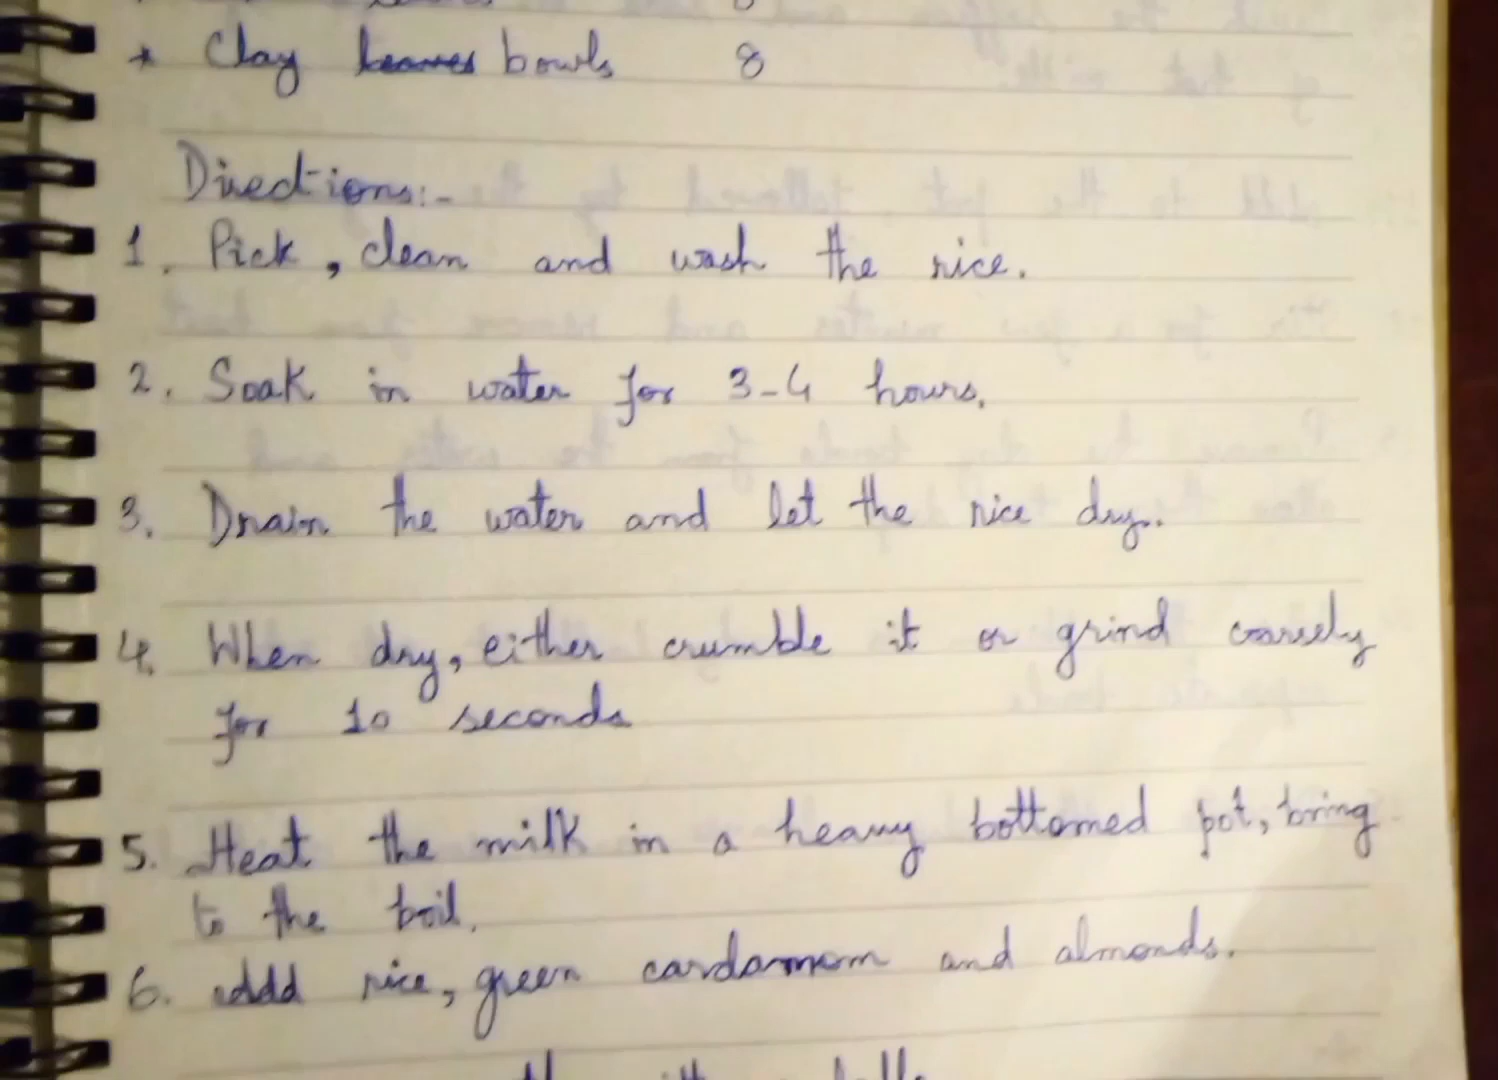 * Clay leaves bowls 8
Directions:-
1. Pick, clean and wash the rice.
2. Soak in water for 3-4 hours.
3. Drain the water and let the rice dry.
4. When dry, either crumble it or grind coarsely
for 10 seconds
5. Heat the milk in a heavy bottomed pot, bring
to the boil.
6. addd rice, green cardamom and almonds.